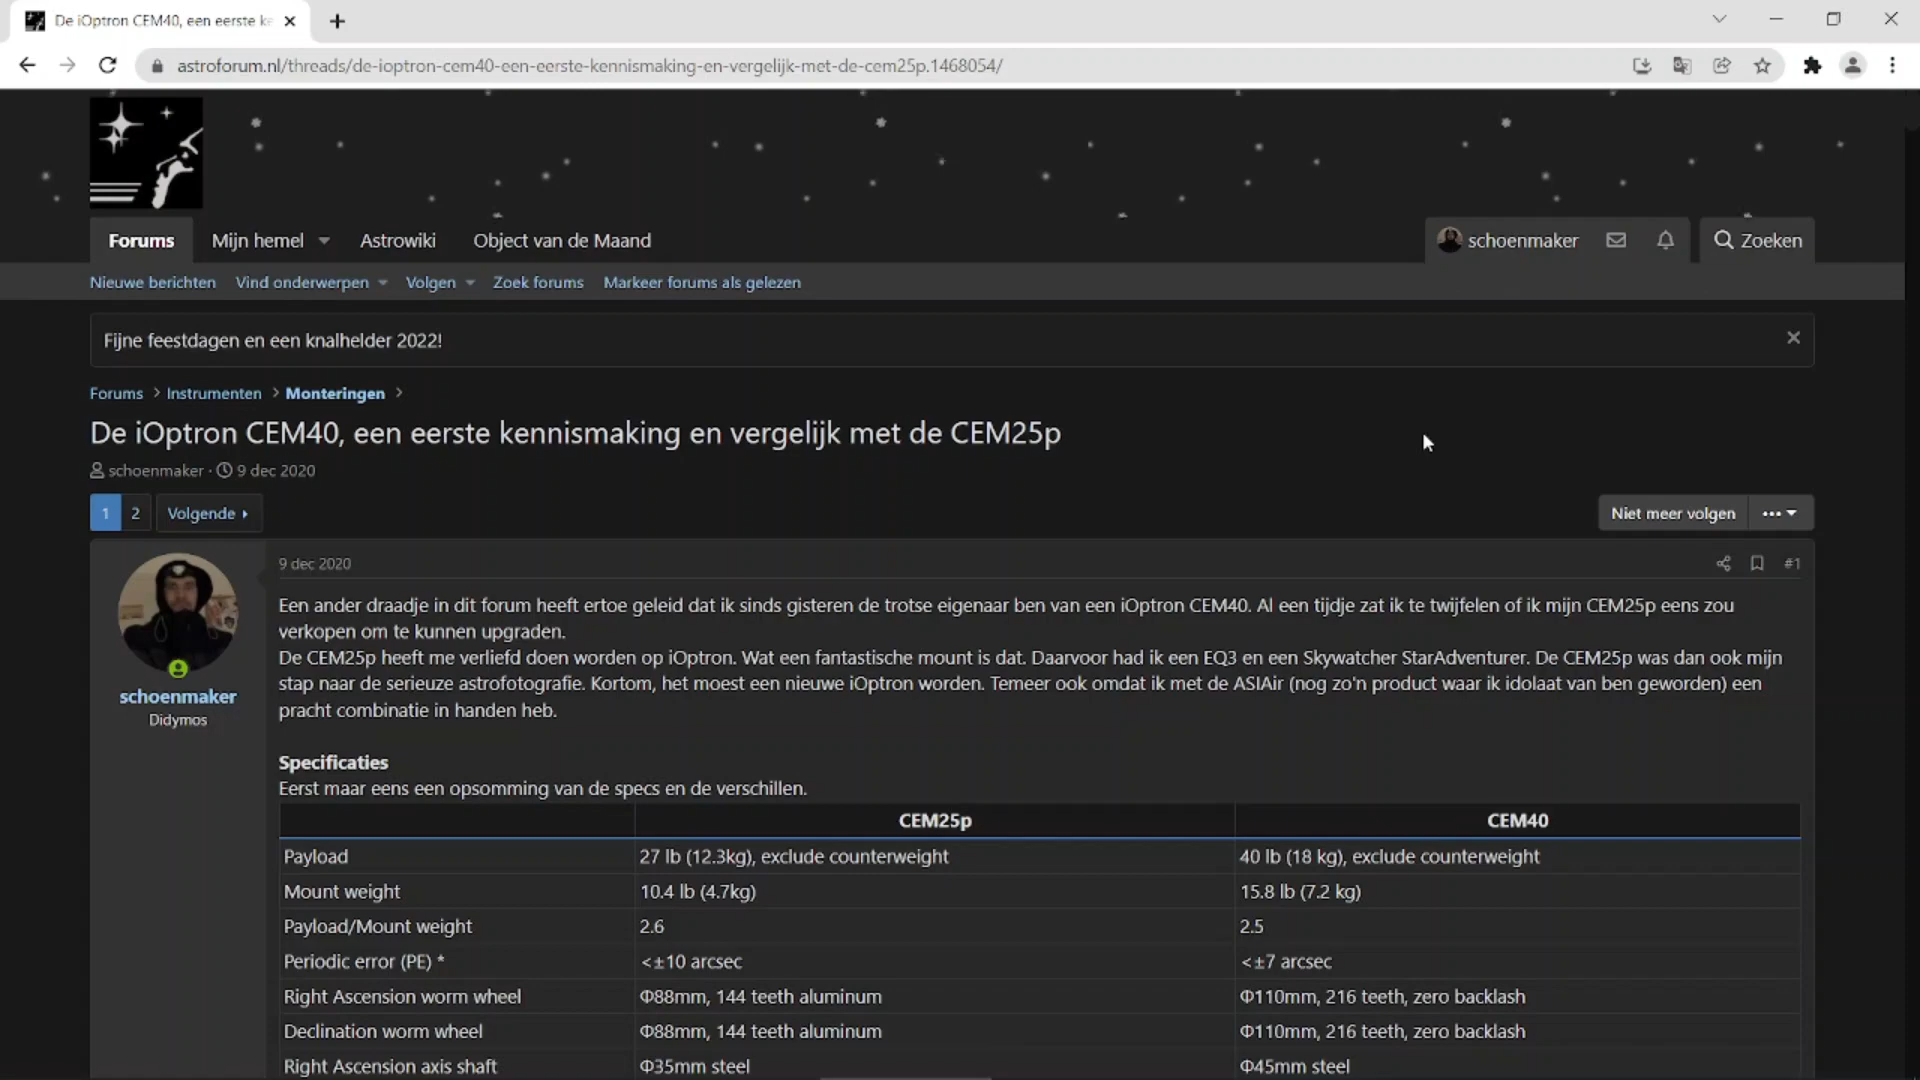 De iOptron CEM40, een eerste ke
astroforum.nl/threads/de-ioptron-cem40-een-eerste-kennismaking-en-vergelijk-met-de-cem25p.1468054/
Forums Mijn hemel Astrowiki Object van de Maand schoenmaker Zoeken
Nieuwe berichten Vind onderwerpen Volgen Zoek forums Markeer forums als gelezen
Fijne feestdagen en een knalhelder 2022!
Forums > Instrumenten > Monteringen >
De iOptron CEM40, een eerste kennismaking en vergelijk met de CEM25p
schoenmaker · 9 dec 2020
1 2 Volgende Niet meer volgen
9 dec 2020 #1
Een ander draadje in dit forum heeft ertoe geleid dat ik sinds gisteren de trotse eigenaar ben van een iOptron CEM40. Al een tijdje zat ik te twijfelen of ik mijn CEM25p eens zou
verkopen om te kunnen upgraden.
De CEM25p heeft me verliefd doen worden op iOptron. Wat een fantastische mount is dat. Daarvoor had ik een EQ3 en een Skywatcher StarAdventurer. De CEM25p was dan ook mijn
stap naar de serieuze astrofotografie. Kortom, het moest een nieuwe iOptron worden. Temeer ook omdat ik met de ASIAir (nog zo'n product waar ik idolaat van ben geworden) een
pracht combinatie in handen heb.
schoenmaker
Didymos
Specificaties
Eerst maar eens een opsomming van de specs en de verschillen.
CEM25p CEM40
Payload 27 lb (12.3kg), exclude counterweight 40 lb (18 kg), exclude counterweight
Mount weight 10.4 lb (4.7kg) 15.8 lb (7.2 kg)
Payload/Mount weight 2.6 2.5
Periodic error (PE) * <±10 arcsec <±7 arcsec
Right Ascension worm wheel Φ88mm, 144 teeth aluminum Φ110mm, 216 teeth, zero backlash
Declination worm wheel Φ88mm, 144 teeth aluminum Φ110mm, 216 teeth, zero backlash
Right Ascension axis shaft Φ35mm steel Φ45mm steel